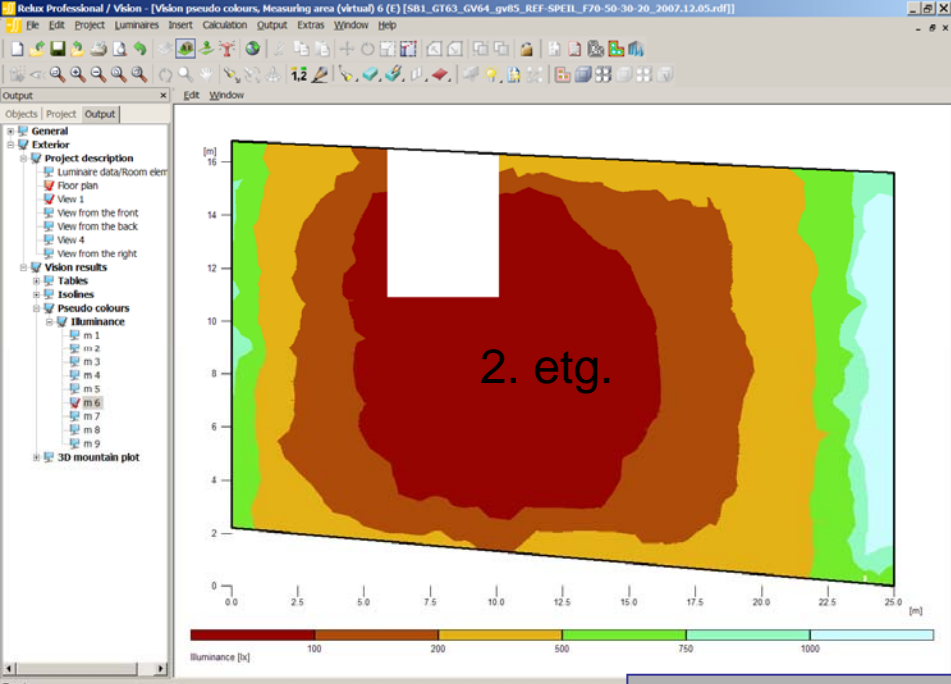 Relux Professional / Vision - [Vision pseudo colours, Measuring area (virtual) 6 (E) [SB1_GT63_GV64_gv85_REF-SPEIL_F70-50-30-20_2007.12.05.rdf]]
File Edit Project Luminaires Insert Calculation Output Extras Window Help
1,2
Output
Edit Window
Objects Project Output
General
Exterior
Project description
Luminaire data/Room elem
Floor plan
View 1
View from the front
View from the back
View 4
View from the right
Vision results
Tables
Isolines
Pseudo colours
Illuminance
m 1
m 2
m 3
m 4
m 5
m 6
m 7
m 8
m 9
3D mountain plot
[m]
16
14
12
10
8
6
4
2
0
2. etg.
0.0 2.5 5.0 7.5 10.0 12.5 15.0 17.5 20.0 22.5 25.0
[m]
100 200 500 750 1000
Illuminance [lx]